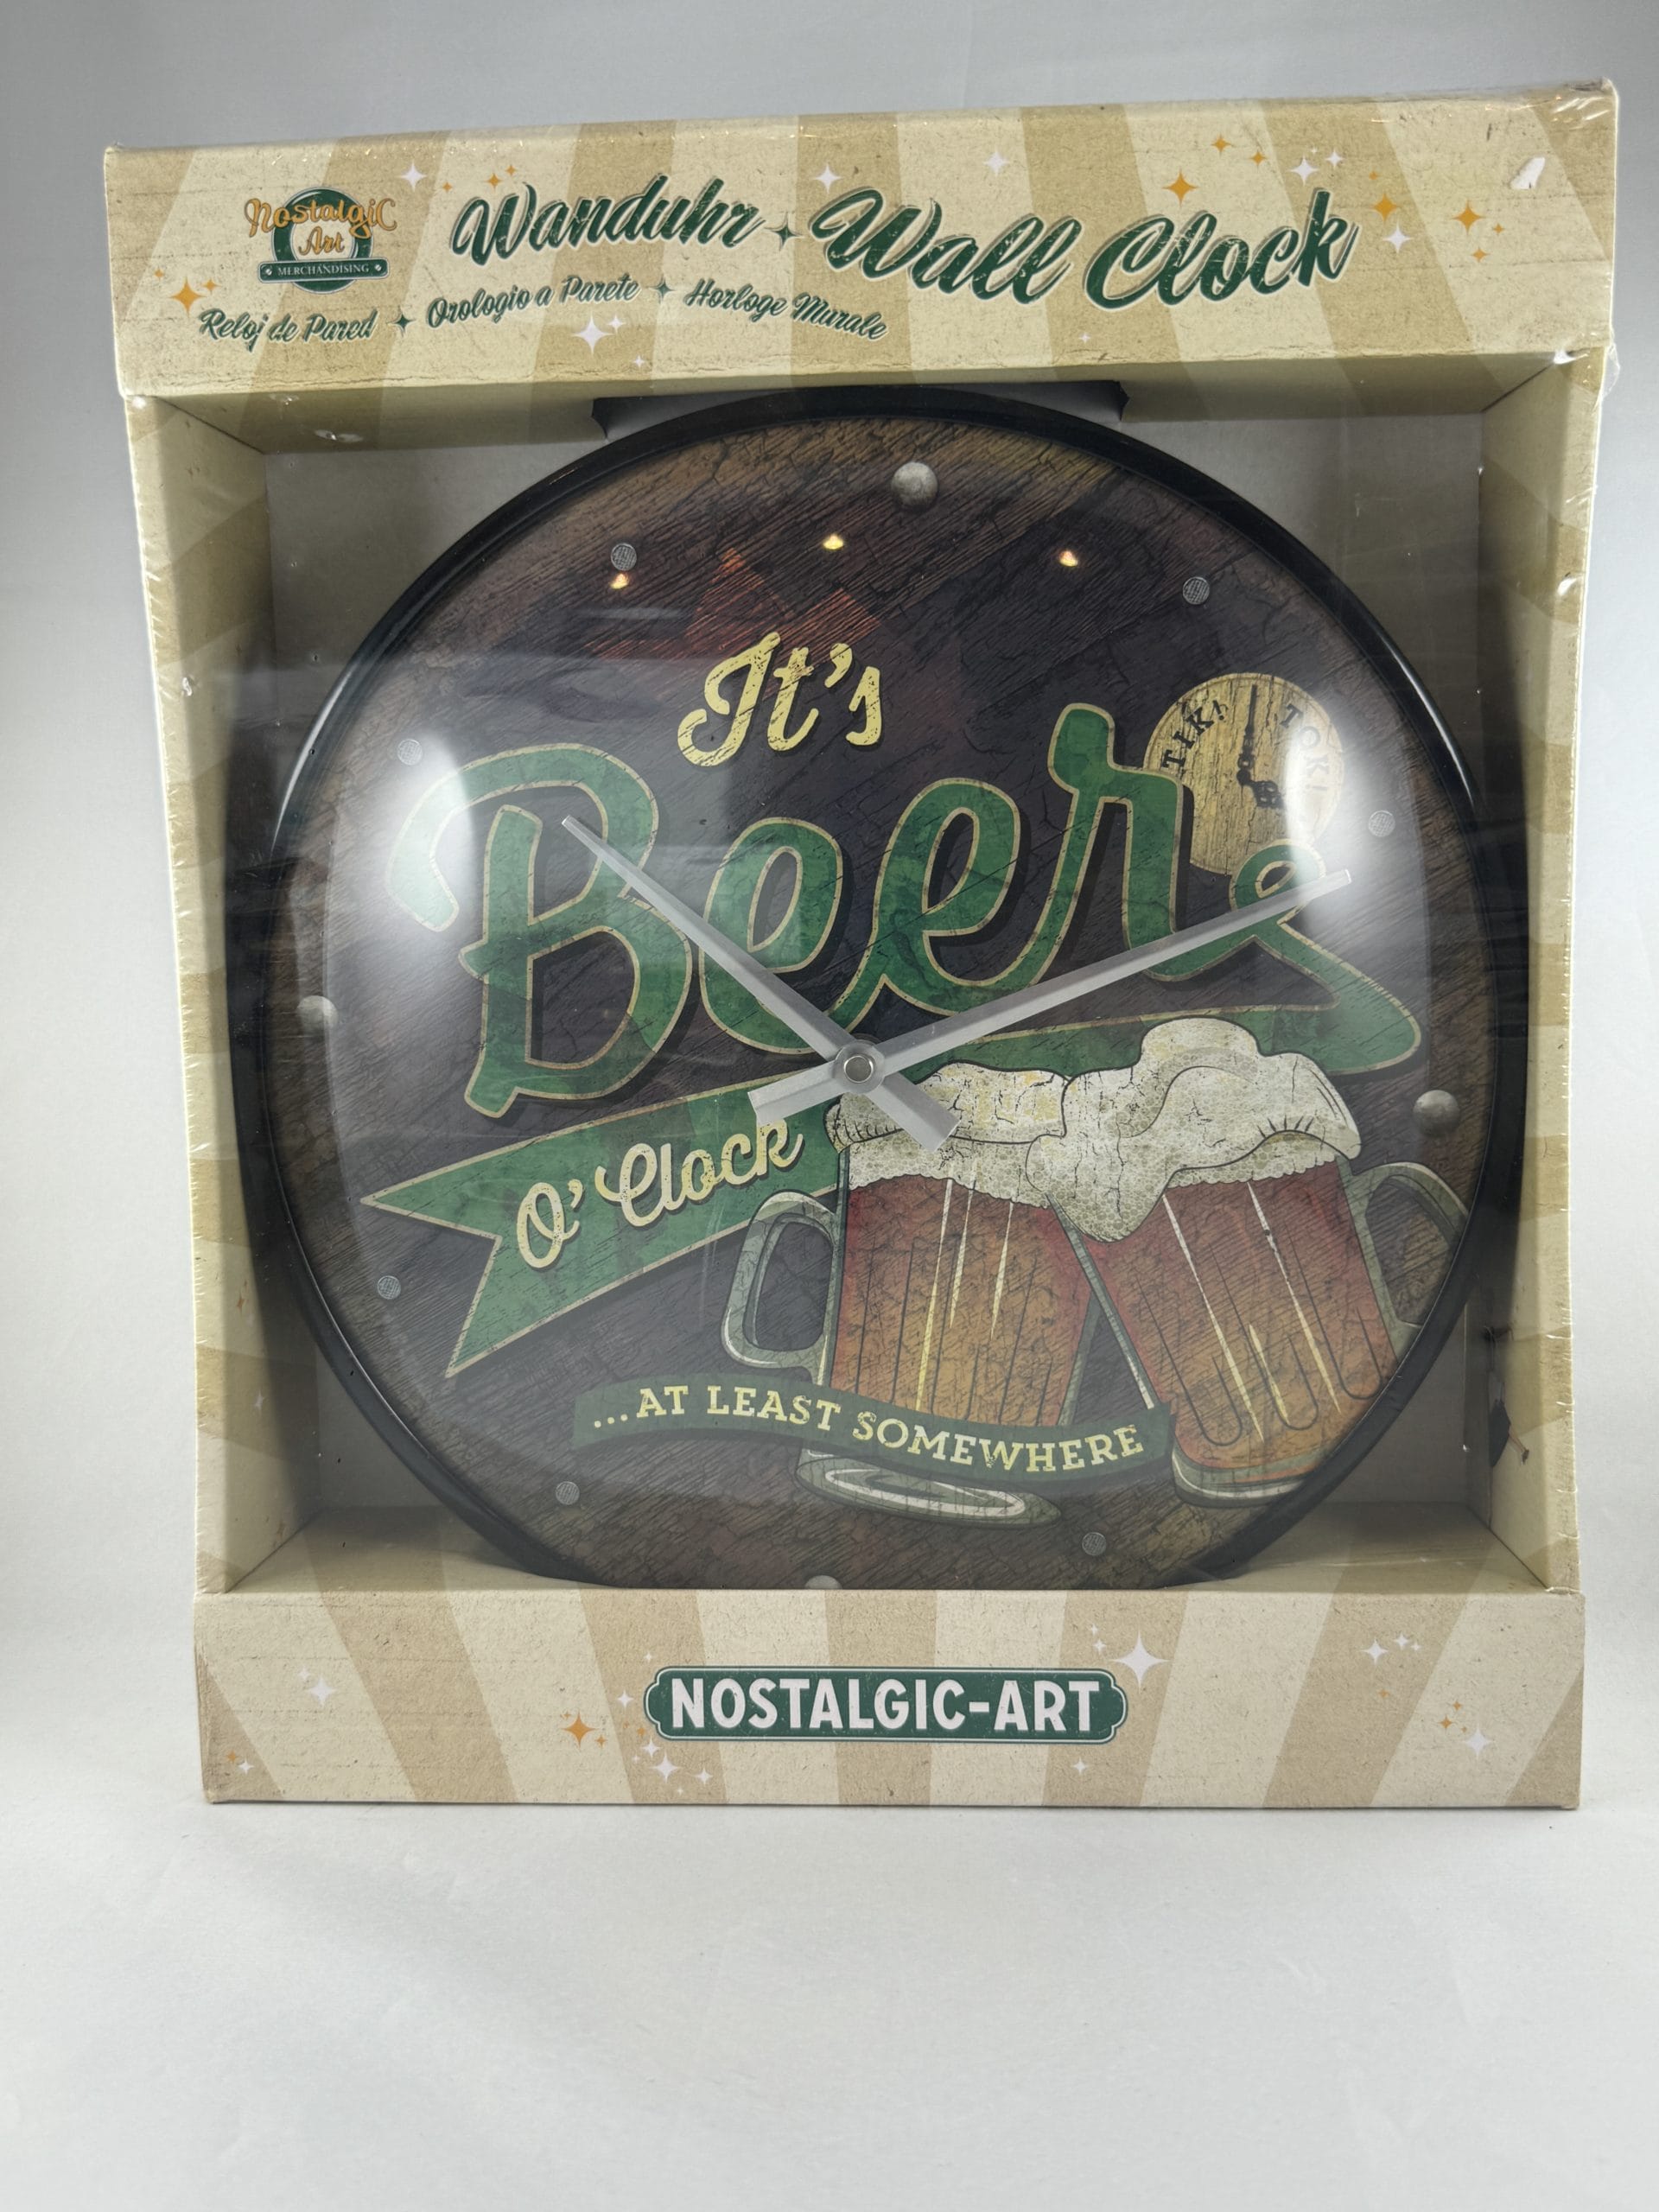 Nostalgic
Art
MERCHANDISING
Wanduhr Wall Clock
Reloj de Pared Orologio a Parete Horloge Murale
It's
Beer
TIK! TOK!
O'Clock
...AT LEAST SOMEWHERE
NOSTALGIC-ART